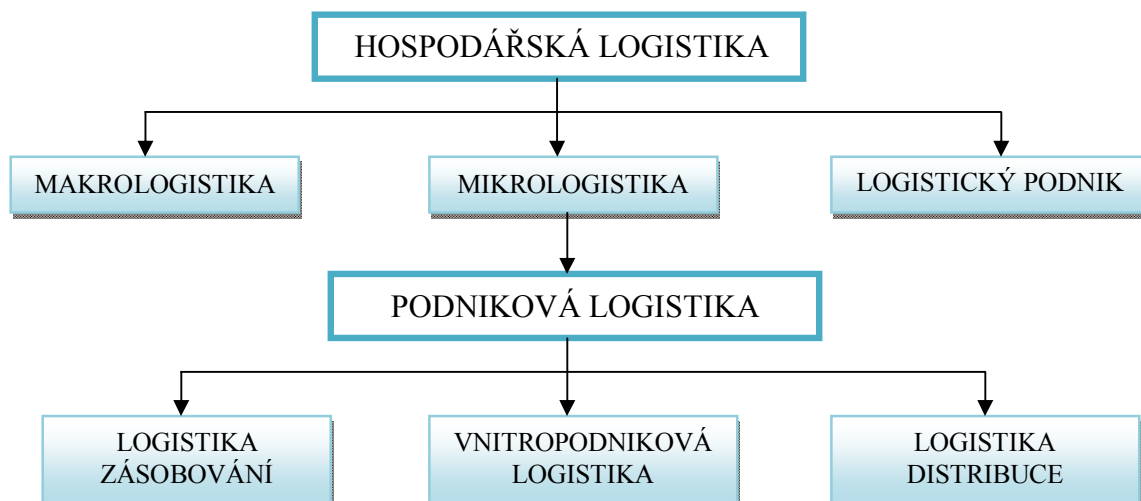 HOSPODÁŘSKÁ LOGISTIKA
MAKROLOGISTIKA
MIKROLOGISTIKA
LOGISTICKÝ PODNIK
PODNIKOVÁ LOGISTIKA
LOGISTIKA
ZÁSOBOVÁNÍ
VNITROPODNIKOVÁ
LOGISTIKA
LOGISTIKA
DISTRIBUCE